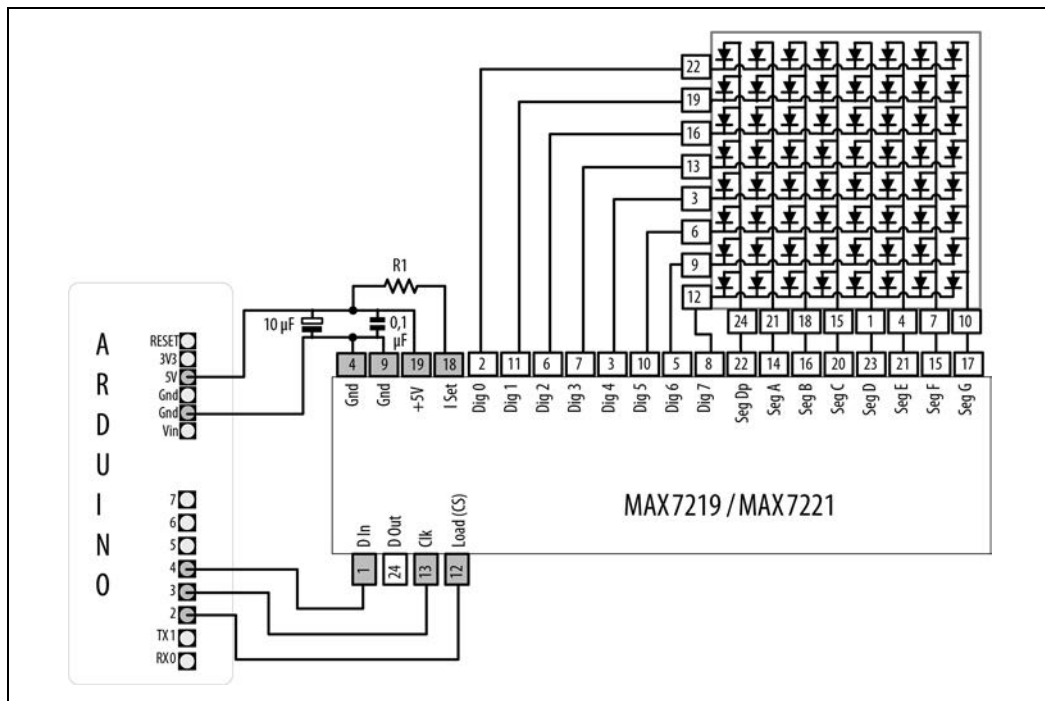 22
19
16
13
3
6
9
12
24 21 18 15 1 4 7 10
R1
10 µF
0,1
µF
ARDUINO
RESET
3V3
5V
Gnd
Gnd
Vin
7
6
5
4
3
2
TX1
RX0
4 9 19 18 2 11 6 7 3 10 5 8 22 14 16 20 23 21 15 17
Gnd Gnd +5V I Set Dig 0 Dig 1 Dig 2 Dig 3 Dig 4 Dig 5 Dig 6 Dig 7 Seg Dp Seg A Seg B Seg C Seg D Seg E Seg F Seg G
MAX7219 / MAX7221
D In D Out Clk Load (CS)
1 24 13 12